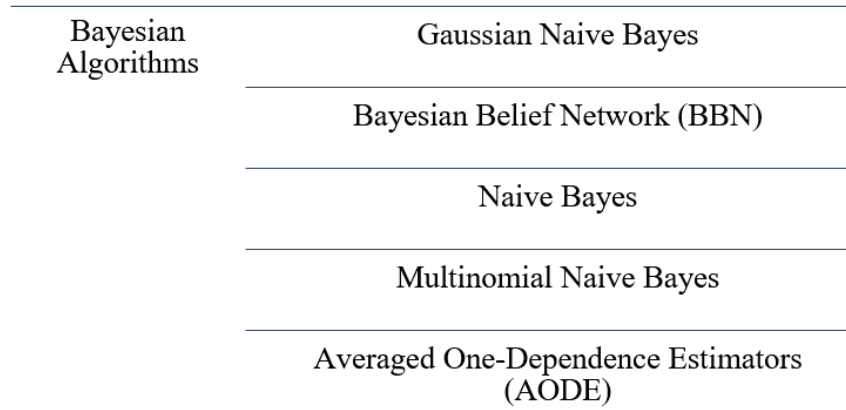 Bayesian
Algorithms
Gaussian Naive Bayes
Bayesian Belief Network (BBN)
Naive Bayes
Multinomial Naive Bayes
Averaged One-Dependence Estimators
(AODE)